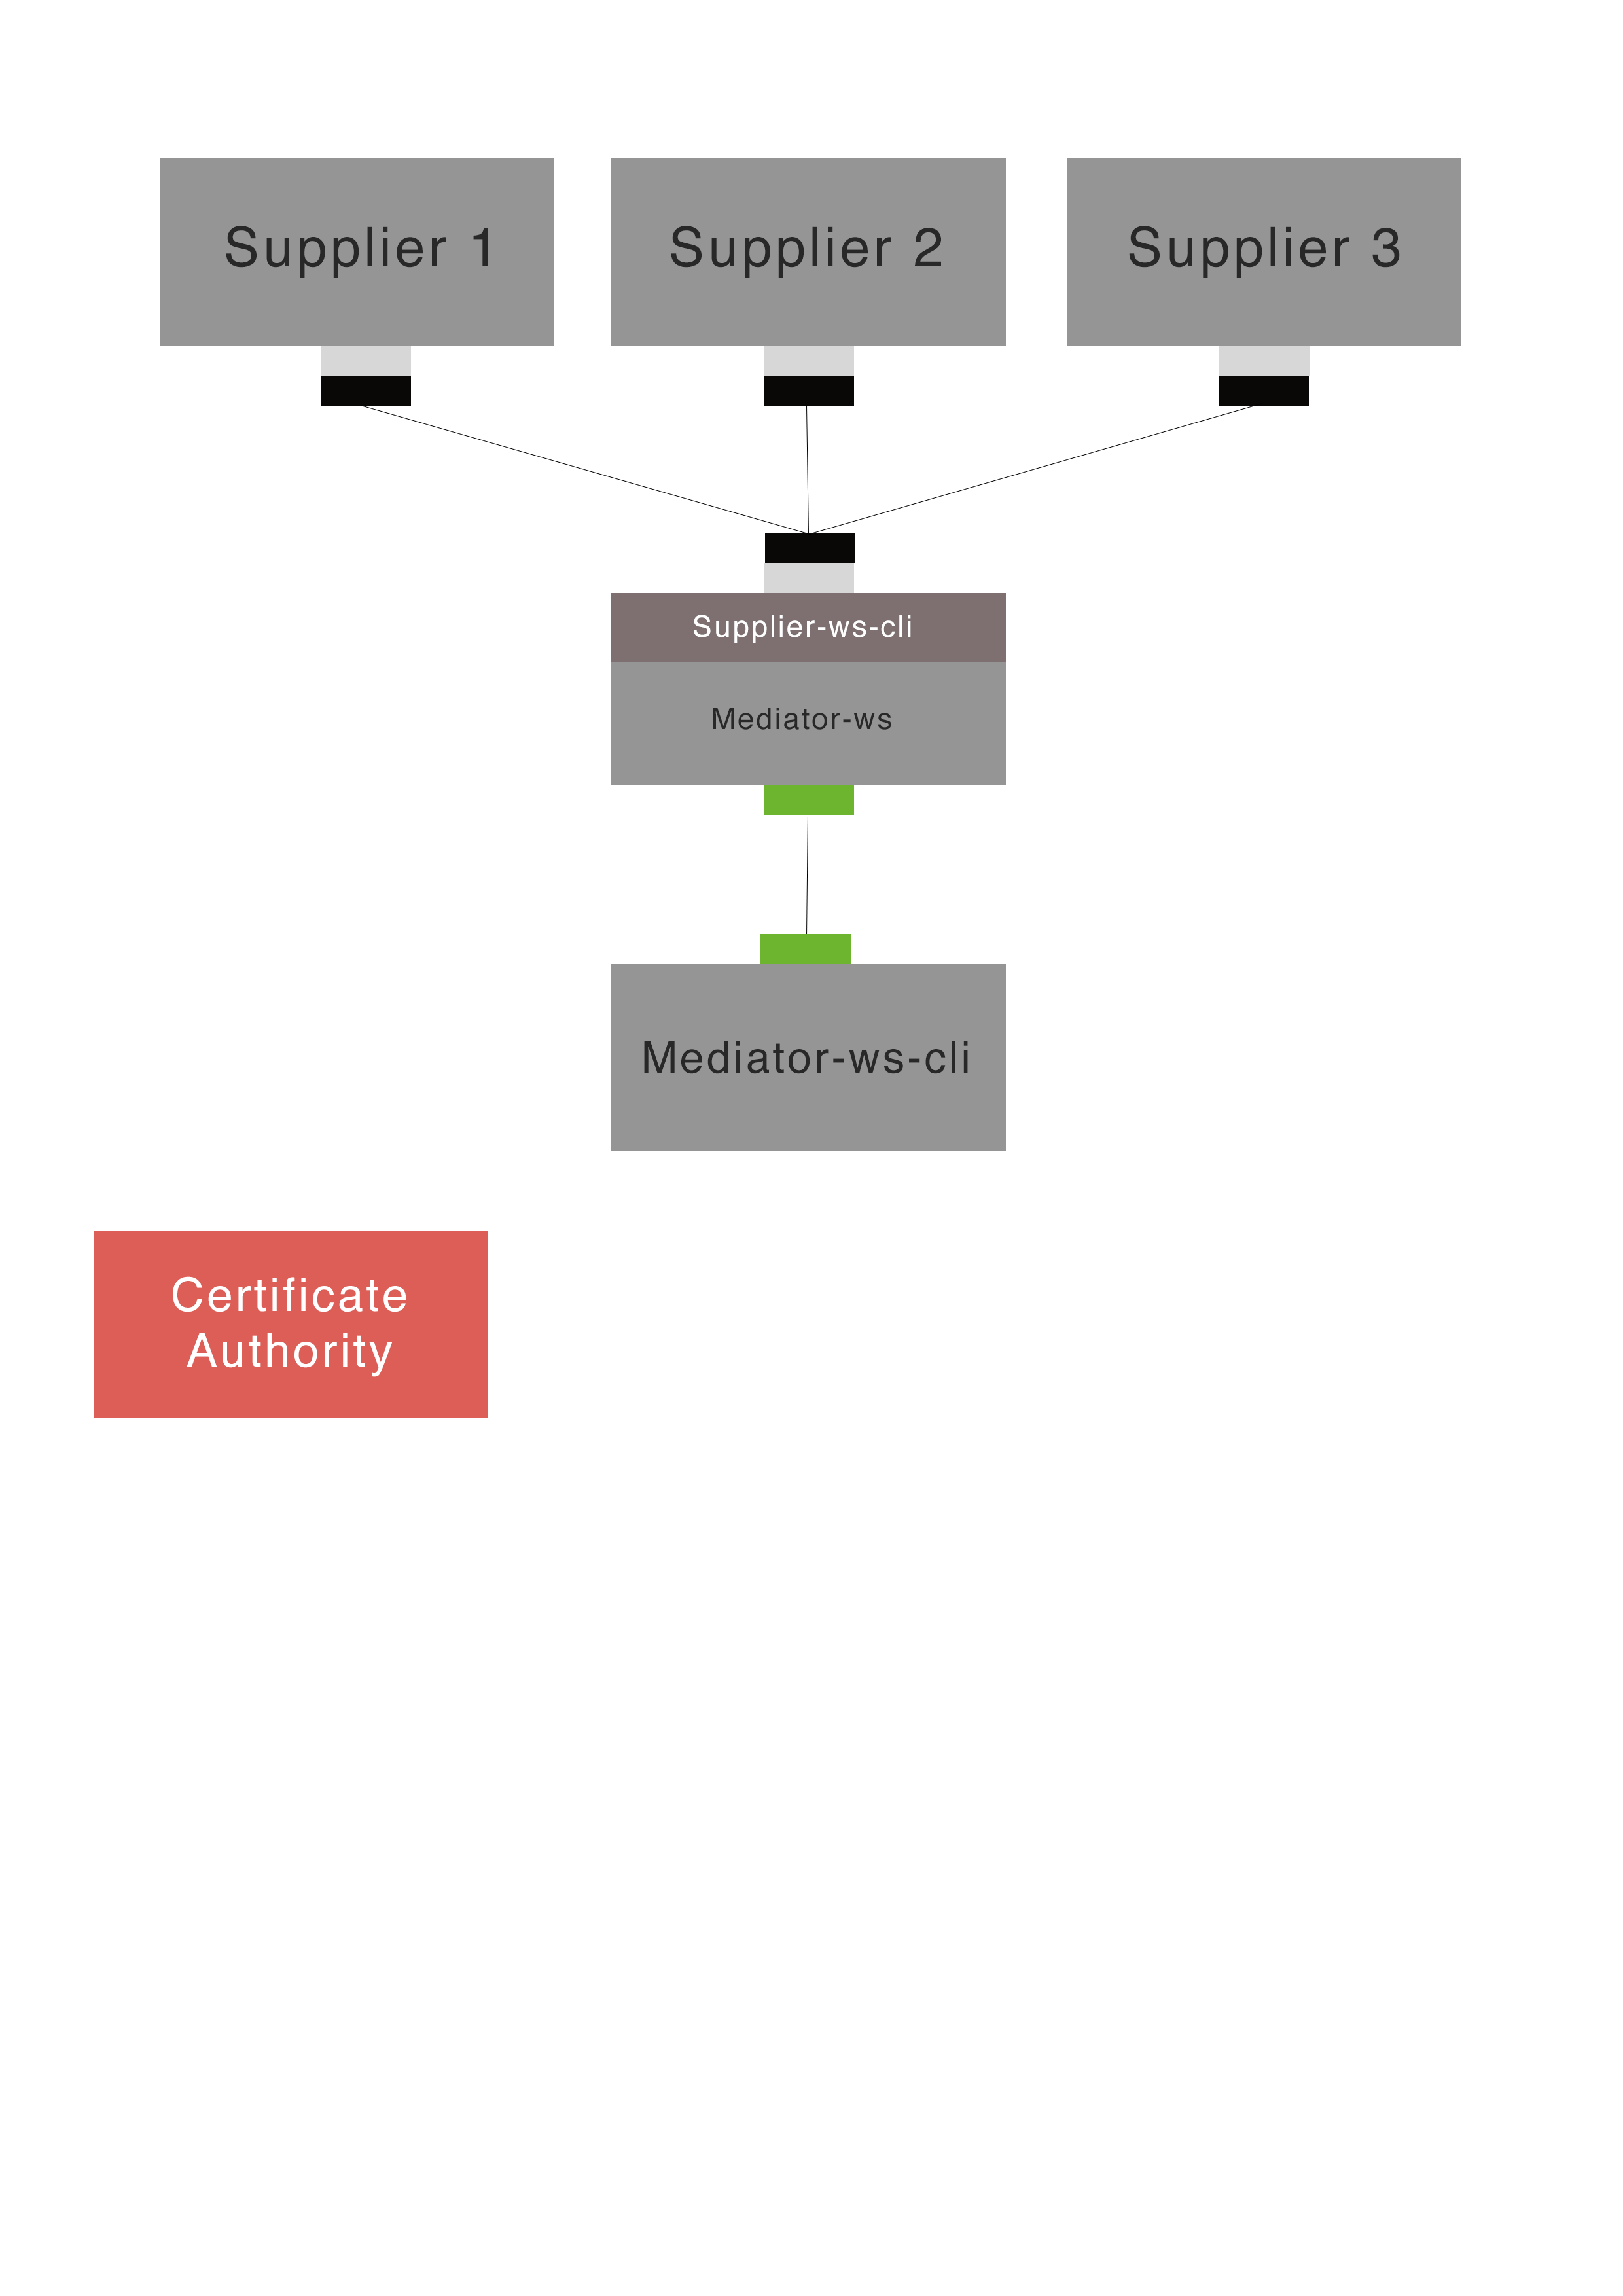 Supplier 1
Supplier 2
Supplier 3
Supplier-ws-cli
Mediator-ws
Mediator-ws-cli
Certificate
Authority